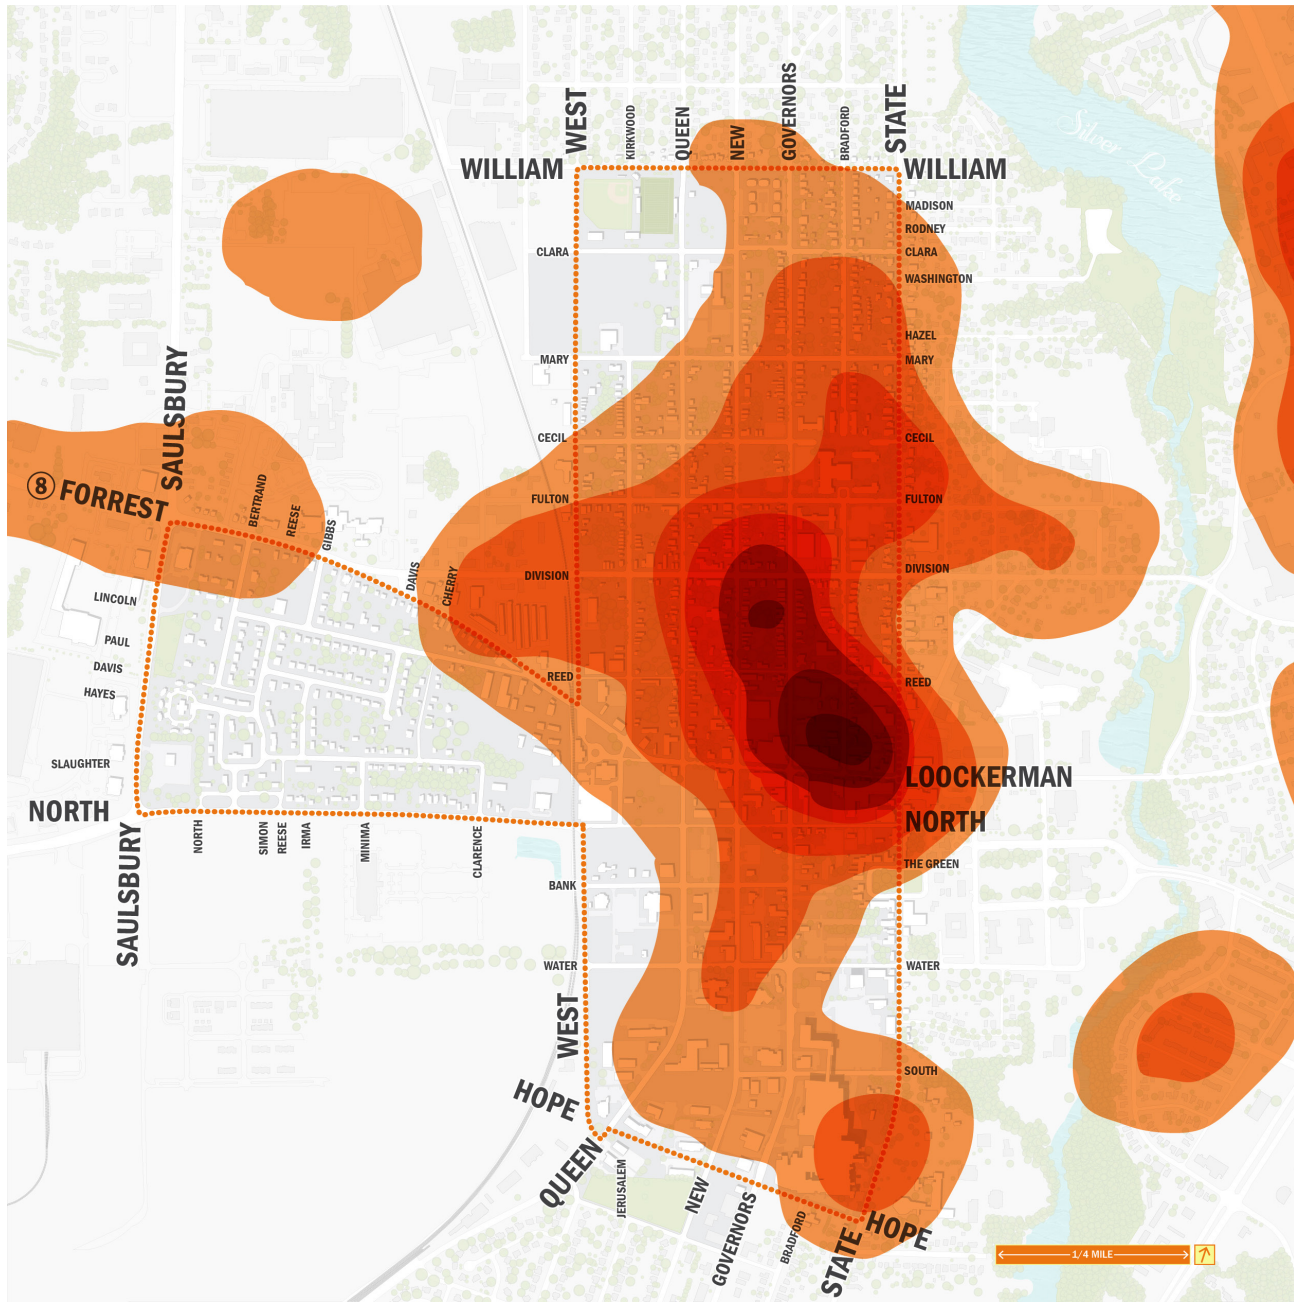 WEST
KIRKWOOD
QUEEN
NEW
GOVERNORS
BRADFORD
STATE
WILLIAM
WILLIAM
Silver Lake
MADISON
RODNEY
CLARA
CLARA
WASHINGTON
HAZEL
MARY
MARY
SAULSBURY
CECIL
CECIL
8 FORREST
BERTRAND
REESE
GIBBS
FULTON
FULTON
DAVIS
CHERRY
DIVISION
DIVISION
LINCOLN
PAUL
DAVIS
HAYES
REED
REED
SLAUGHTER
LOOCKERMAN
NORTH
NORTH
SAULSBURY
NORTH
SIMON
REESE
IRMA
MINIMA
CLARENCE
THE GREEN
BANK
WATER
WATER
WEST
SOUTH
HOPE
QUEEN
JERUSALEM
NEW
GOVERNORS
BRADFORD
STATE
HOPE
1/4 MILE